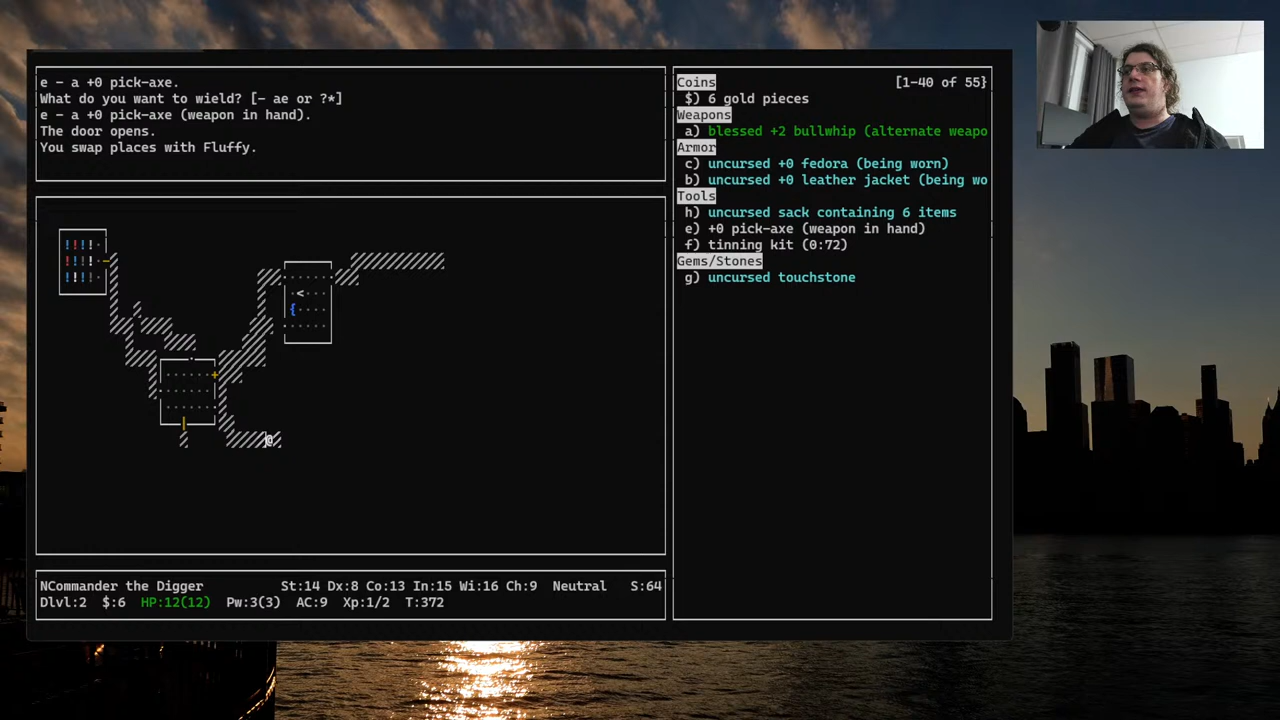 e - a +0 pick-axe.
What do you want to wield? [- ae or ?*]
e - a +0 pick-axe (weapon in hand).
The door opens.
You swap places with Fluffy.
Coins [1-40 of 55}
$) 6 gold pieces
Weapons
a) blessed +2 bullwhip (alternate weapo
Armor
c) uncursed +0 fedora (being worn)
b) uncursed +0 leather jacket (being wo
Tools
h) uncursed sack containing 6 items
e) +0 pick-axe (weapon in hand)
f) tinning kit (0:72)
Gems/Stones
g) uncursed touchstone
NCommander the Digger St:14 Dx:8 Co:13 In:15 Wi:16 Ch:9 Neutral S:64
Dlvl:2 $:6 HP:12(12) Pw:3(3) AC:9 Xp:1/2 T:372